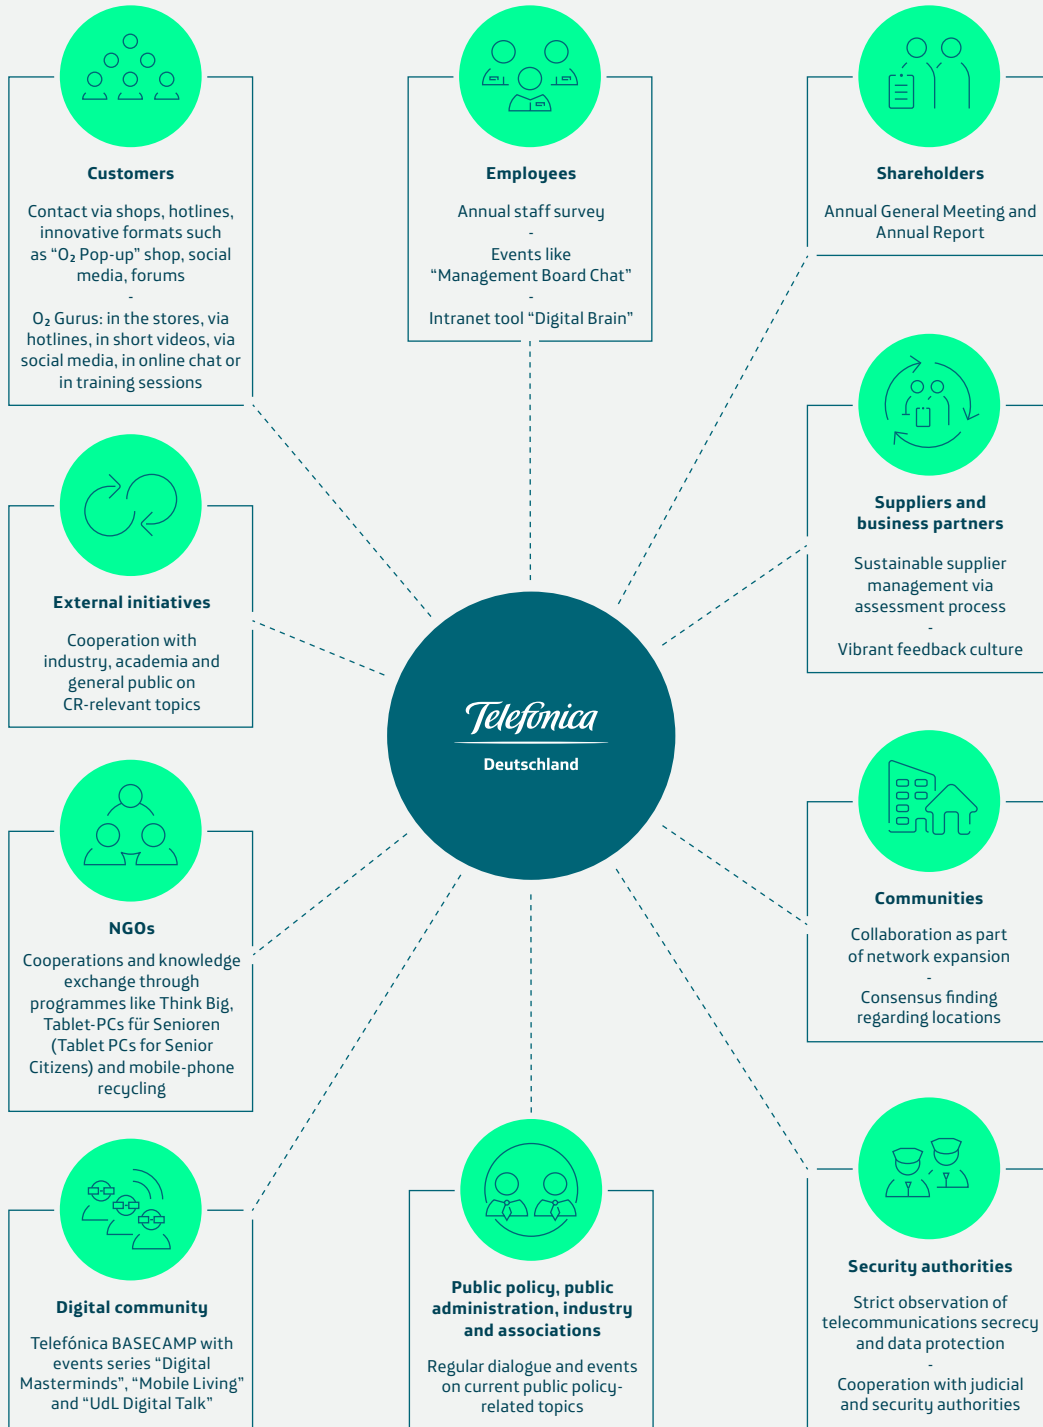 Customers
Contact via shops, hotlines,
innovative formats such
as “O₂ Pop-up” shop, social
media, forums
-
O₂ Gurus: in the stores, via
hotlines, in short videos, via
social media, in online chat or
in training sessions
Employees
Annual staff survey
-
Events like
“Management Board Chat”
-
Intranet tool “Digital Brain”
Shareholders
Annual General Meeting and
Annual Report
Suppliers and
business partners
Sustainable supplier
management via
assessment process
-
Vibrant feedback culture
External initiatives
Cooperation with
industry, academia and
general public on
CR-relevant topics
Telefónica
Deutschland
NGOs
Cooperations and knowledge
exchange through
programmes like Think Big,
Tablet-PCs für Senioren
(Tablet PCs for Senior
Citizens) and mobile-phone
recycling
Communities
Collaboration as part
of network expansion
-
Consensus finding
regarding locations
Digital community
Telefónica BASECAMP with
events series “Digital
Masterminds”, “Mobile Living”
and “UdL Digital Talk”
Public policy, public
administration, industry
and associations
Regular dialogue and events
on current public policy-
related topics
Security authorities
Strict observation of
telecommunications secrecy
and data protection
-
Cooperation with judicial
and security authorities